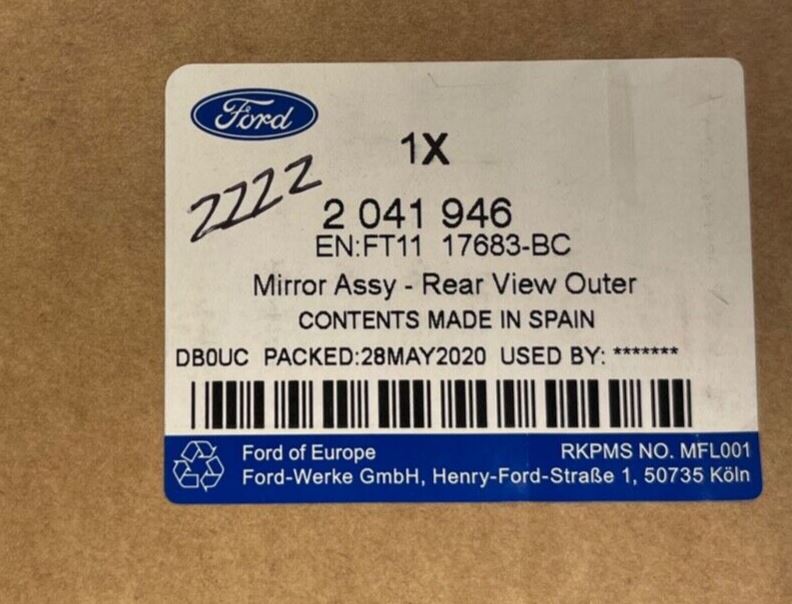 Ford
1X
2222
2 041 946
EN:FT11 17683-BC
Mirror Assy - Rear View Outer
CONTENTS MADE IN SPAIN
DB0UC PACKED:28MAY2020 USED BY: *******
Ford of Europe RKPMS NO. MFL001
Ford-Werke GmbH, Henry-Ford-Straße 1, 50735 Köln